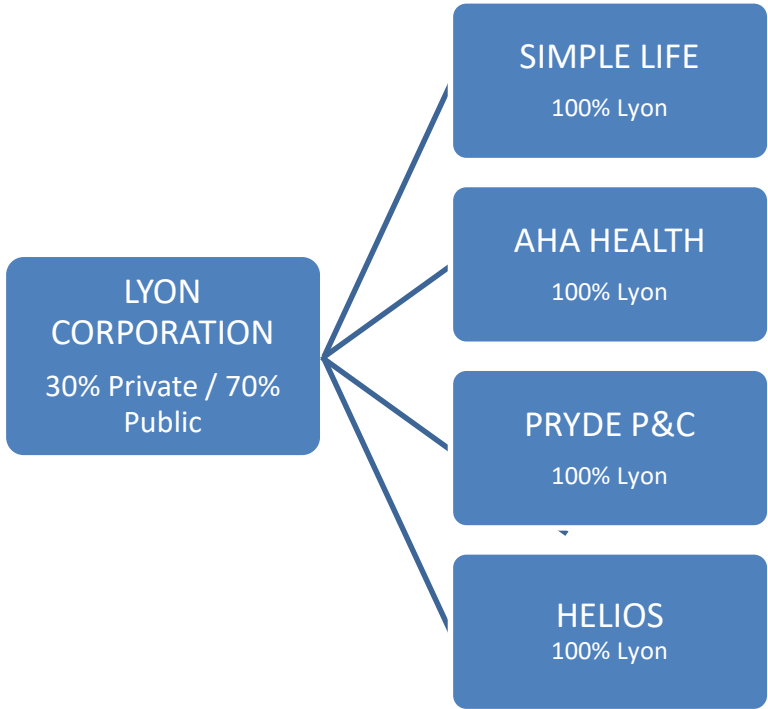 LYON
CORPORATION
30% Private / 70%
Public
SIMPLE LIFE
100% Lyon
AHA HEALTH
100% Lyon
PRYDE P&C
100% Lyon
HELIOS
100% Lyon